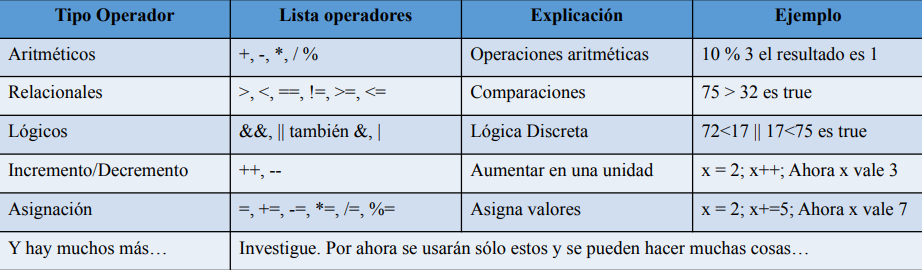 Tipo Operador Lista operadores Explicación Ejemplo
Aritméticos +, -, *, / % Operaciones aritméticas 10 % 3 el resultado es 1
Relacionales >, <, ==, !=, >=, <= Comparaciones 75 > 32 es true
Lógicos &&, || también &, | Lógica Discreta 72<17 || 17<75 es true
Incremento/Decremento ++, -- Aumentar en una unidad x = 2; x++; Ahora x vale 3
Asignación =, +=, -=, *=, /=, %= Asigna valores x = 2; x+=5; Ahora x vale 7
Y hay muchos más… Investigue. Por ahora se usarán sólo estos y se pueden hacer muchas cosas…